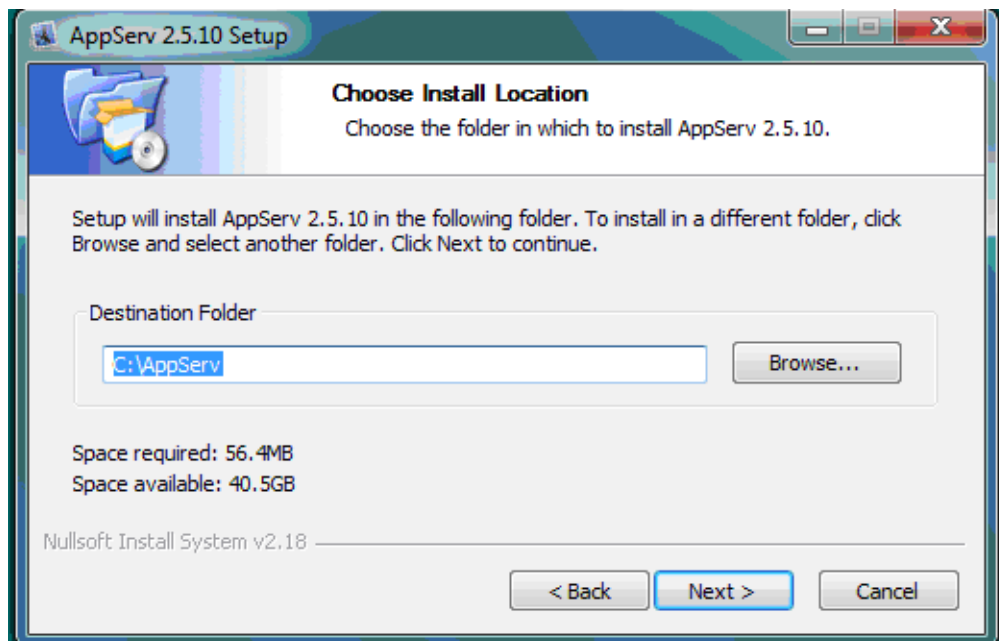 AppServ 2.5.10 Setup
Choose Install Location
Choose the folder in which to install AppServ 2.5.10.
Setup will install AppServ 2.5.10 in the following folder. To install in a different folder, click
Browse and select another folder. Click Next to continue.
Destination Folder
C:\AppServ
Browse...
Space required: 56.4MB
Space available: 40.5GB
Nullsoft Install System v2.18
< Back
Next >
Cancel